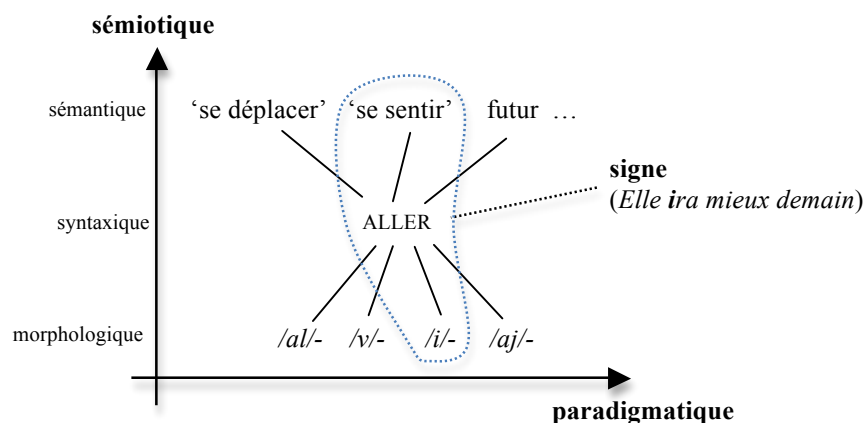 sémiotique
sémantique ‘se déplacer’ ‘se sentir’ futur …
signe
(Elle ira mieux demain)
syntaxique ALLER
morphologique /al/- /v/- /i/- /aj/-
paradigmatique